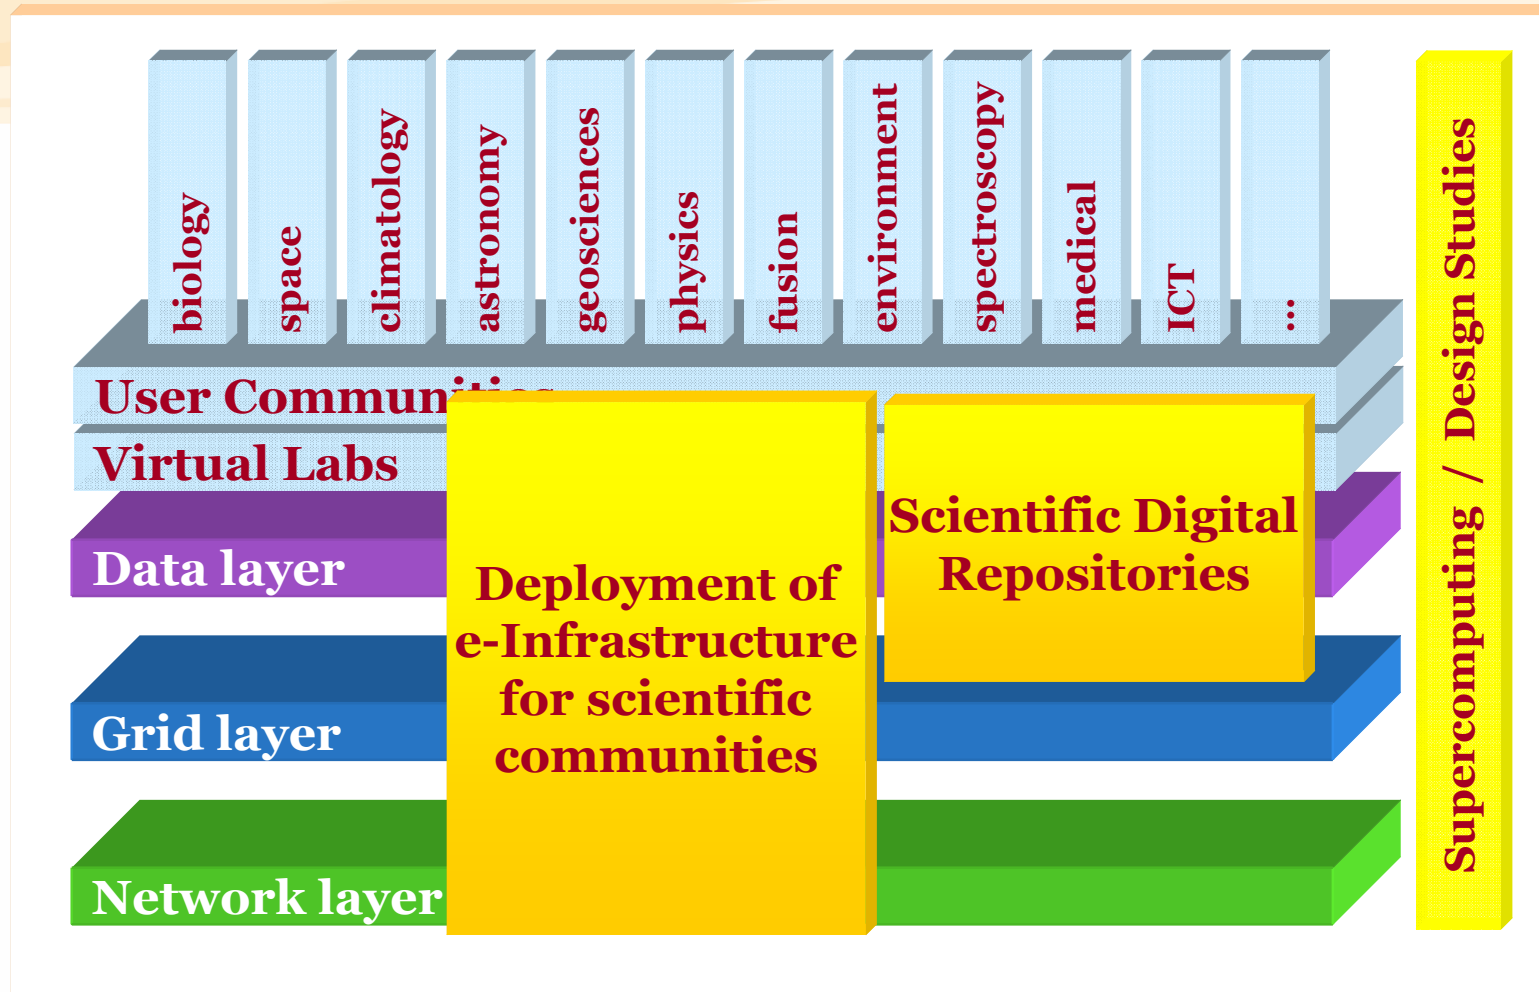 biology
space
climatology
astronomy
geosciences
physics
fusion
environment
spectroscopy
medical
ICT
...
User Communities
Virtual Labs
Data layer
Grid layer
Network layer
Deployment of
e-Infrastructure
for scientific
communities
Scientific Digital
Repositories
Supercomputing / Design Studies